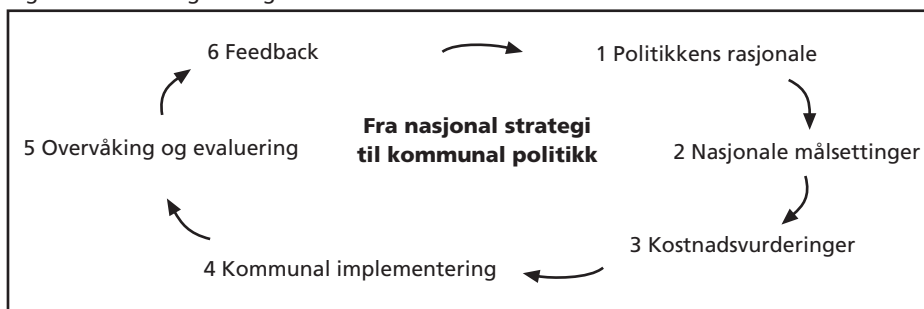 6 Feedback
1 Politikkens rasjonale
Fra nasjonal strategi
til kommunal politikk
5 Overvåking og evaluering
2 Nasjonale målsettinger
3 Kostnadsvurderinger
4 Kommunal implementering